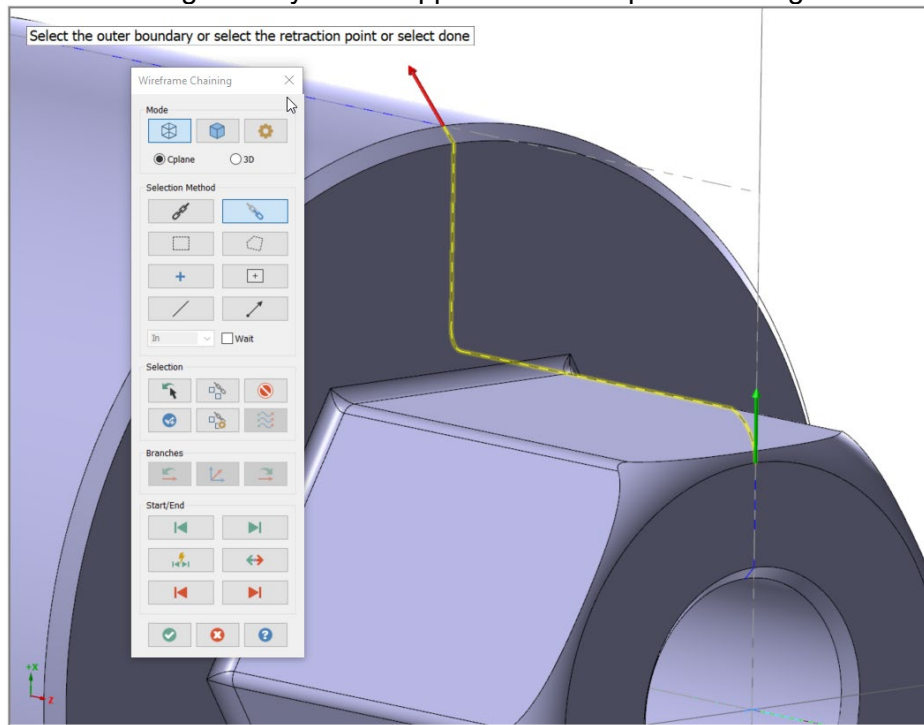 Select the outer boundary or select the retraction point or select done
Wireframe Chaining
Mode
Cplane 3D
Selection Method
In Wait
Selection
Branches
Start/End
+X
Z